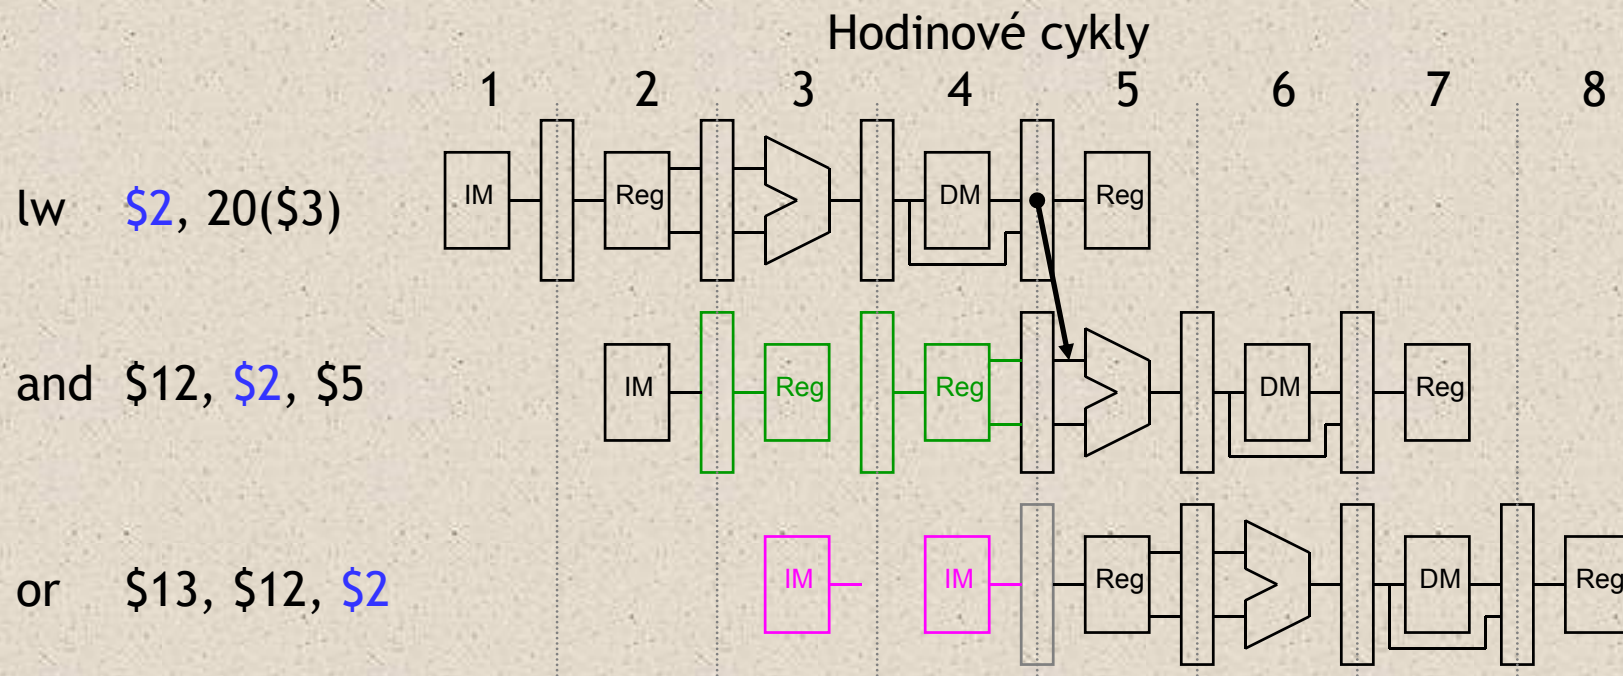 Hodinové cykly
1 2 3 4 5 6 7 8
lw $2, 20($3) IM Reg DM Reg
and $12, $2, $5 IM Reg Reg DM Reg
or $13, $12, $2 IM IM Reg DM Reg